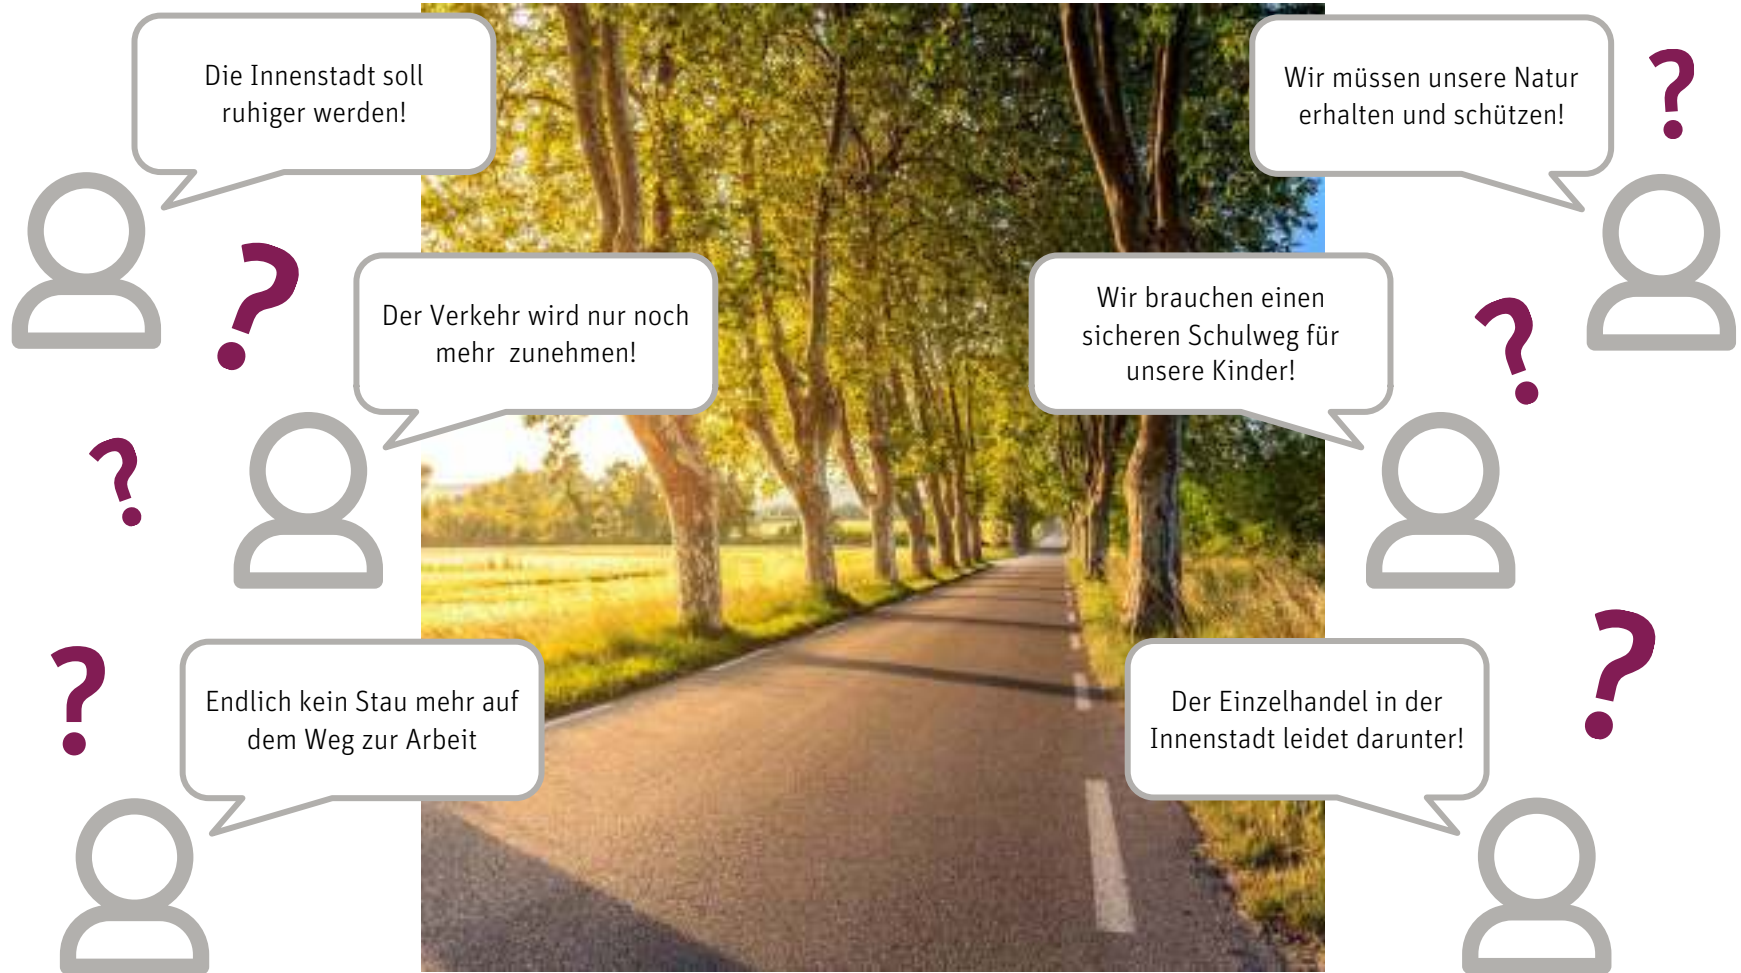 Die Innenstadt soll
ruhiger werden!
Wir müssen unsere Natur
erhalten und schützen!
?
?
Der Verkehr wird nur noch
mehr  zunehmen!
Wir brauchen einen
sicheren Schulweg für
unsere Kinder!
?
?
?
Endlich kein Stau mehr auf
dem Weg zur Arbeit
Der Einzelhandel in der
Innenstadt leidet darunter!
?